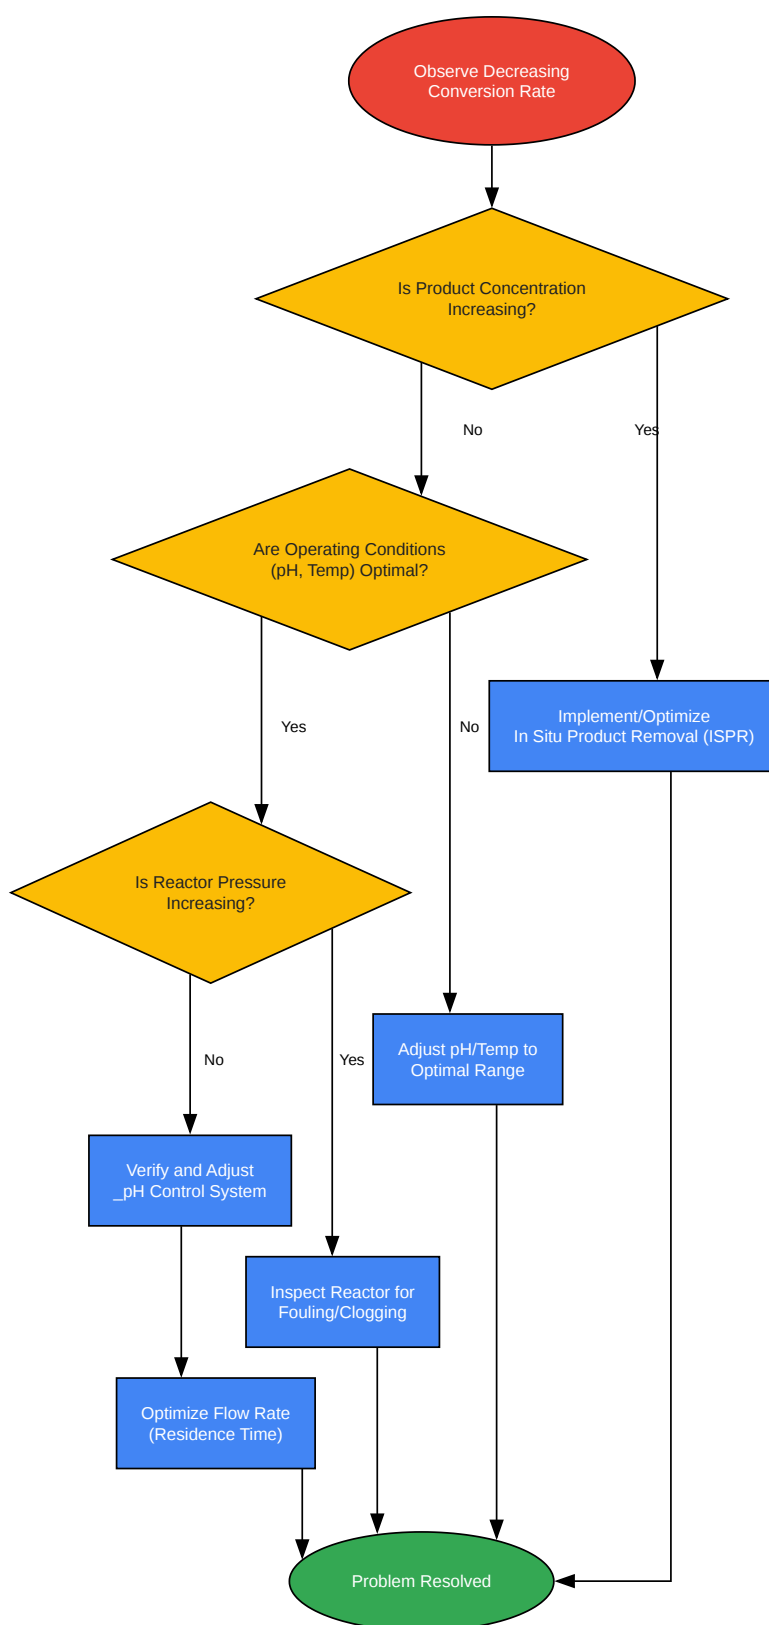 Observe Decreasing
Conversion Rate
Is Product Concentration
Increasing?
No
Yes
Are Operating Conditions
(pH, Temp) Optimal?
Yes
No
Implement/Optimize
In Situ Product Removal (ISPR)
Is Reactor Pressure
Increasing?
No
Yes
Adjust pH/Temp to
Optimal Range
Verify and Adjust
_pH Control System
Inspect Reactor for
Fouling/Clogging
Optimize Flow Rate
(Residence Time)
Problem Resolved